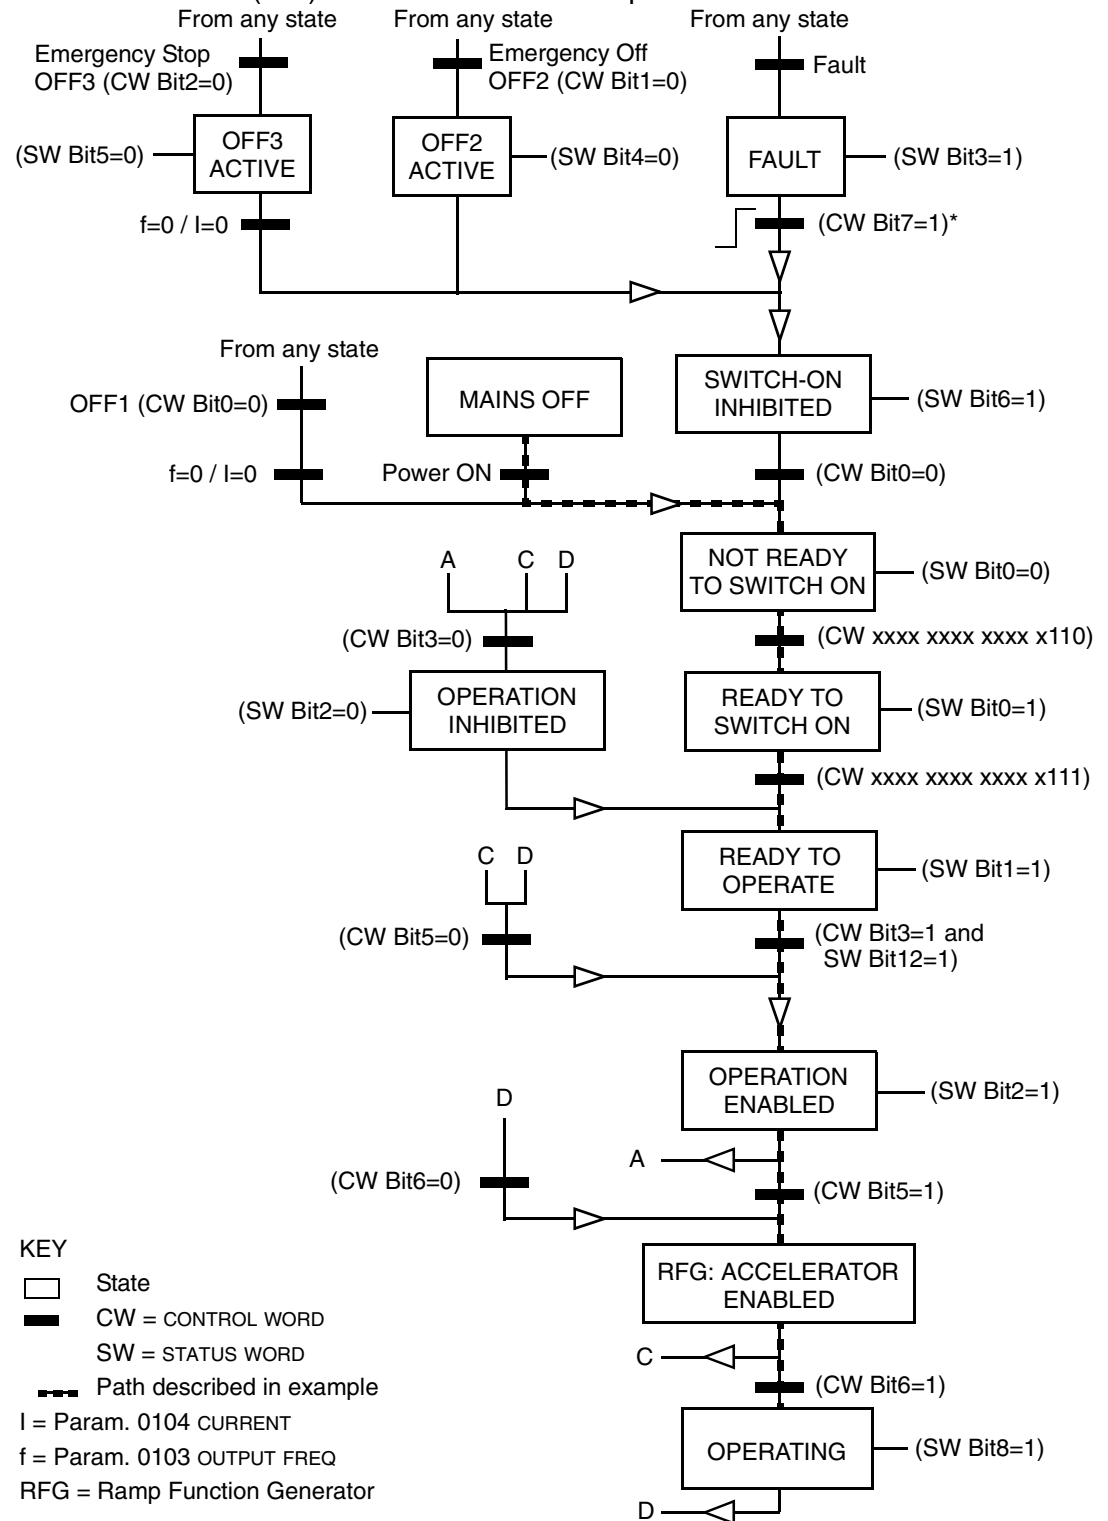 From any state
From any state
From any state
Emergency Stop
OFF3 (CW Bit2=0)
Emergency Off
OFF2 (CW Bit1=0)
Fault
(SW Bit5=0)
OFF3
ACTIVE
OFF2
ACTIVE
(SW Bit4=0)
FAULT
(SW Bit3=1)
f=0 / I=0
(CW Bit7=1)*
From any state
OFF1 (CW Bit0=0)
MAINS OFF
SWITCH-ON
INHIBITED
(SW Bit6=1)
f=0 / I=0
Power ON
(CW Bit0=0)
A
C
D
NOT READY
TO SWITCH ON
(SW Bit0=0)
(CW Bit3=0)
(CW xxxx xxxx xxxx x110)
(SW Bit2=0)
OPERATION
INHIBITED
READY TO
SWITCH ON
(SW Bit0=1)
(CW xxxx xxxx xxxx x111)
C
D
READY TO
OPERATE
(SW Bit1=1)
(CW Bit5=0)
(CW Bit3=1 and
SW Bit12=1)
D
OPERATION
ENABLED
(SW Bit2=1)
A
(CW Bit6=0)
(CW Bit5=1)
RFG: ACCELERATOR
ENABLED
C
(CW Bit6=1)
OPERATING
(SW Bit8=1)
D
KEY
State
CW = CONTROL WORD
SW = STATUS WORD
Path described in example
I = Param. 0104 CURRENT
f = Param. 0103 OUTPUT FREQ
RFG = Ramp Function Generator